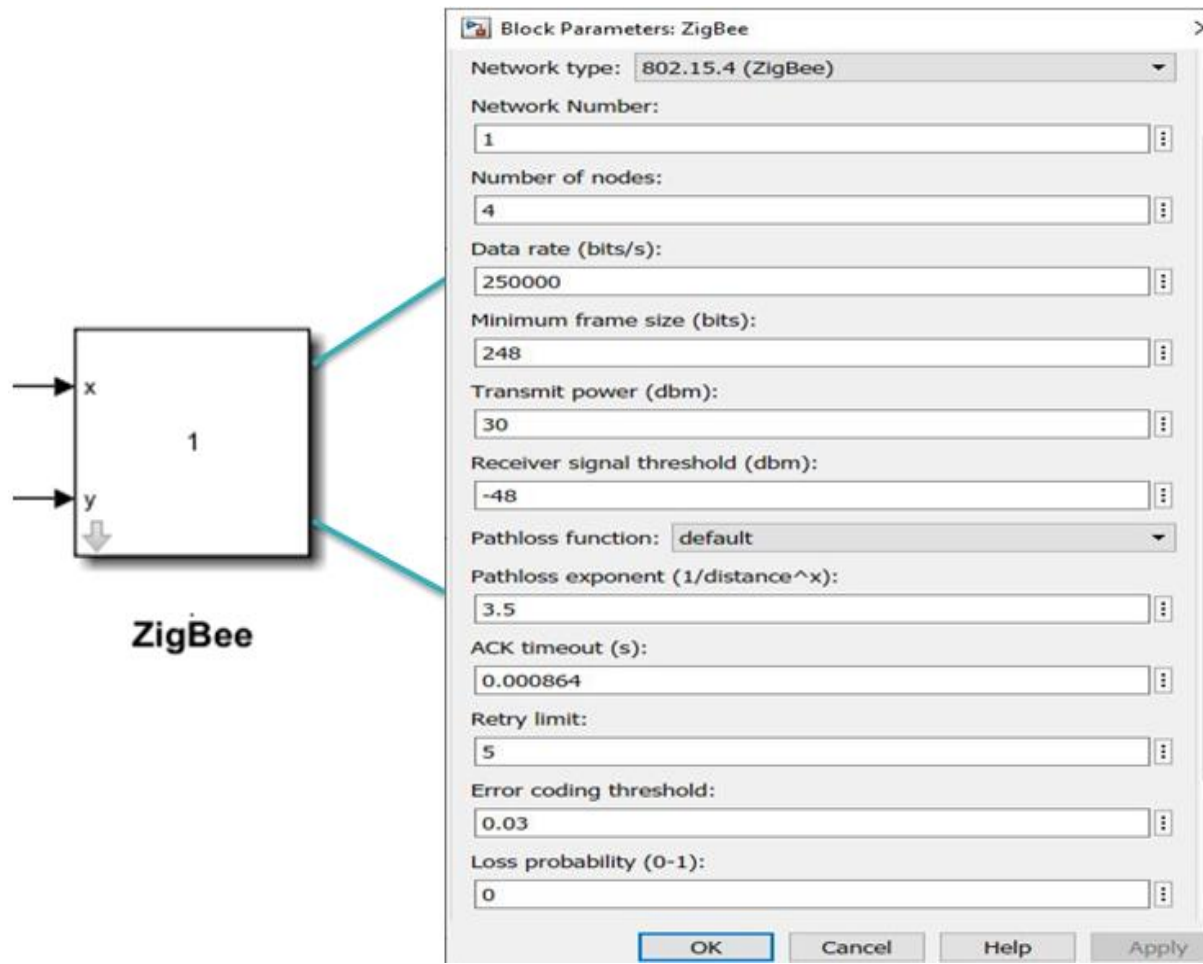 Block Parameters: ZigBee
Network type: 802.15.4 (ZigBee)
Network Number:
1
Number of nodes:
4
Data rate (bits/s):
250000
Minimum frame size (bits):
248
Transmit power (dbm):
30
Receiver signal threshold (dbm):
-48
Pathloss function: default
Pathloss exponent (1/distance^x):
3.5
ACK timeout (s):
0.000864
Retry limit:
5
Error coding threshold:
0.03
Loss probability (0-1):
0
OK Cancel Help Apply
x
1
y
ZigBee